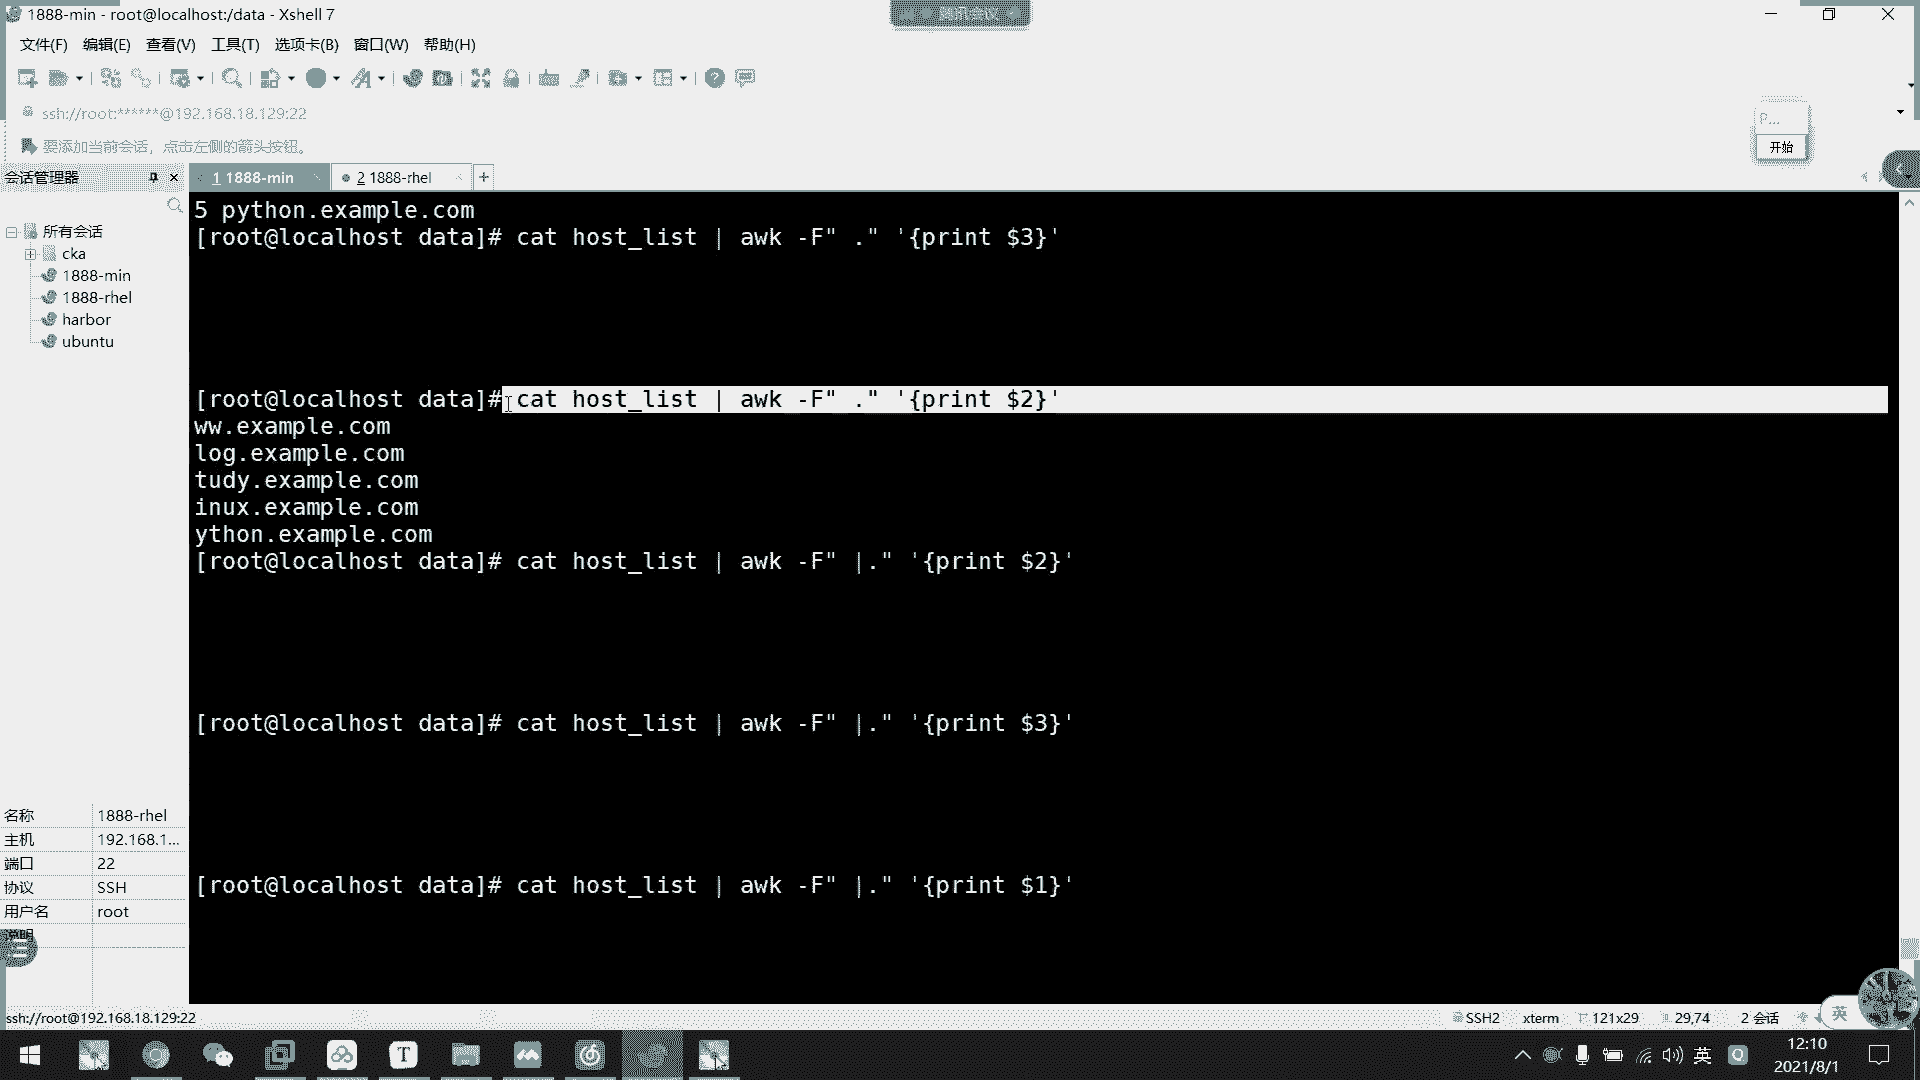 1888-min - root@localhost:/data - Xshell 7
腾讯会议
文件(F) 编辑(E) 查看(V) 工具(T) 选项卡(B) 窗口(W) 帮助(H)
ssh://root:******@192.168.18.129:22
P...
要添加当前会话，点击左侧的箭头按钮。
开始
会话管理器
1 1888-min
2 1888-rhel
所有会话
cka
1888-min
1888-rhel
harbor
ubuntu
5 python.example.com
[root@localhost data]# cat host_list | awk -F" ." '{print $3}'
[root@localhost data]# cat host_list | awk -F" ." '{print $2}'
ww.example.com
log.example.com
tudy.example.com
inux.example.com
ython.example.com
[root@localhost data]# cat host_list | awk -F" |." '{print $2}'
[root@localhost data]# cat host_list | awk -F" |." '{print $3}'
[root@localhost data]# cat host_list | awk -F" |." '{print $1}'
名称 1888-rhel
主机 192.168.1...
端口 22
协议 SSH
用户名 root
说明
ssh://root@192.168.18.129:22
SSH2 xterm 121x29 29,74 2 会话
英
英
12:10
2021/8/1